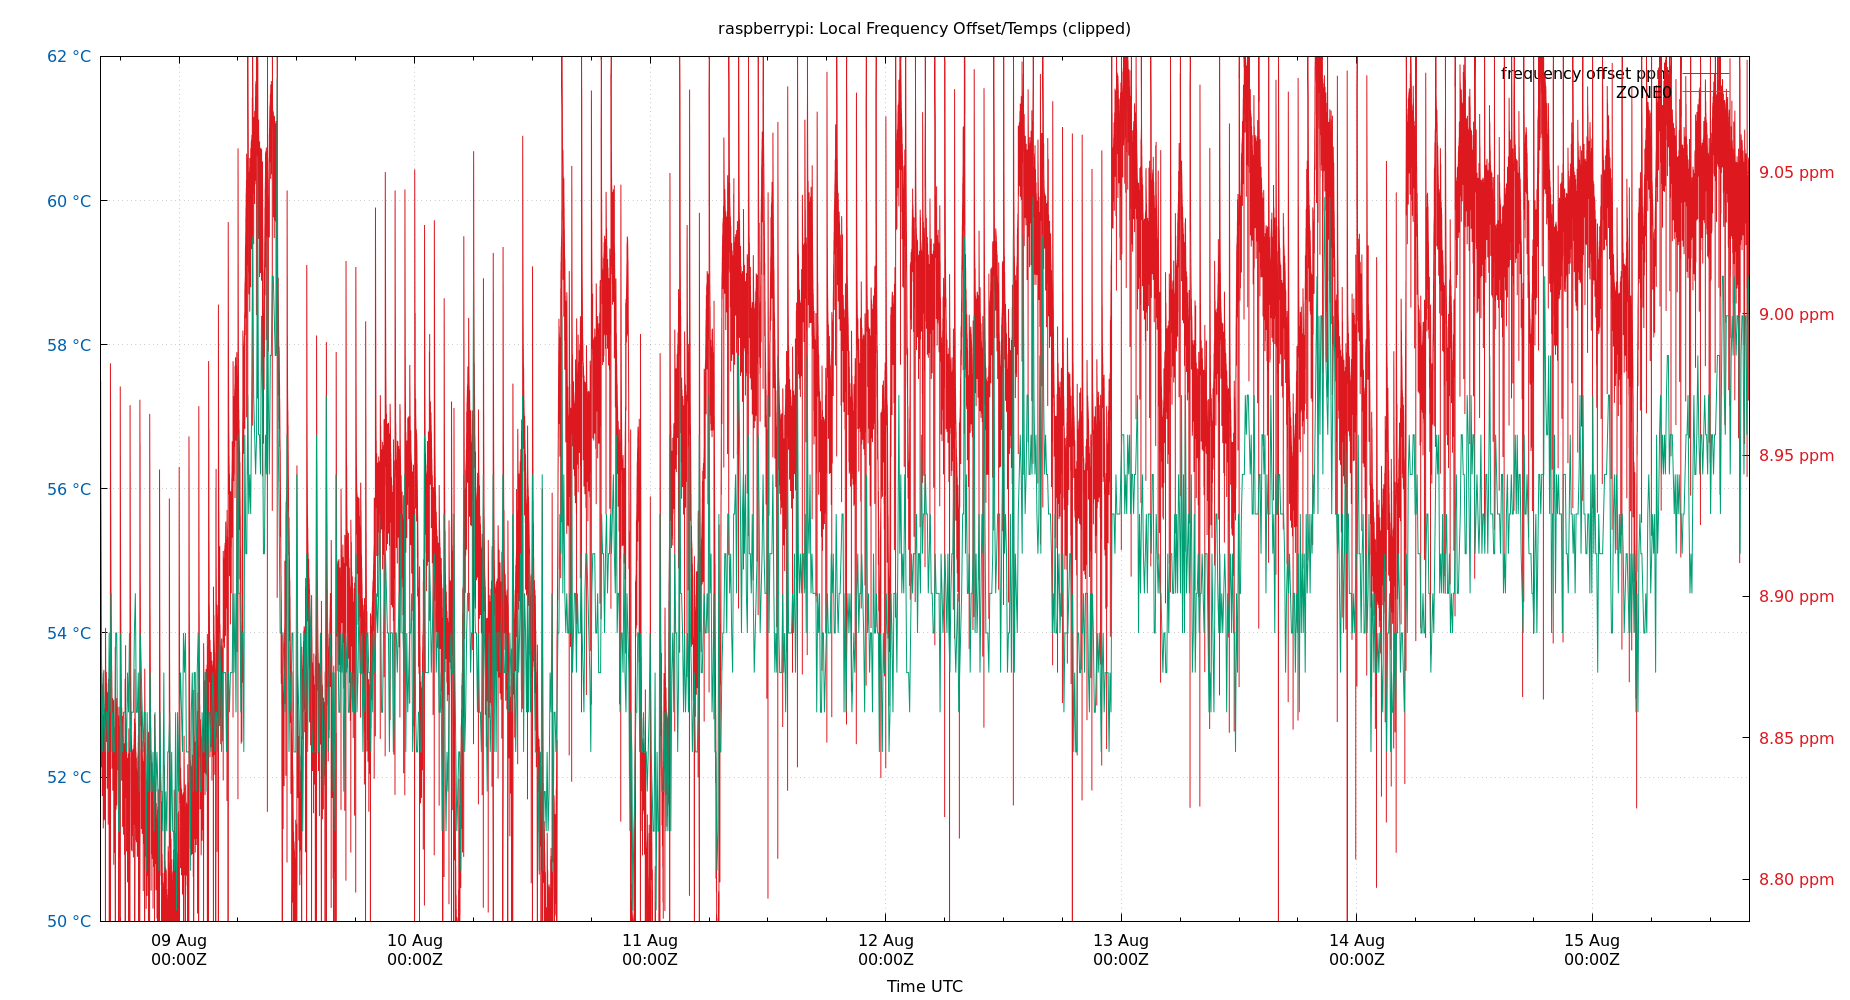 raspberrypi: Local Frequency Offset/Temps (clipped)
62 °C
60 °C
58 °C
56 °C
54 °C
52 °C
50 °C
frequency offset ppm
ZONE0
9.05 ppm
9.00 ppm
8.95 ppm
8.90 ppm
8.85 ppm
8.80 ppm
09 Aug
00:00Z
10 Aug
00:00Z
11 Aug
00:00Z
12 Aug
00:00Z
13 Aug
00:00Z
14 Aug
00:00Z
15 Aug
00:00Z
Time UTC